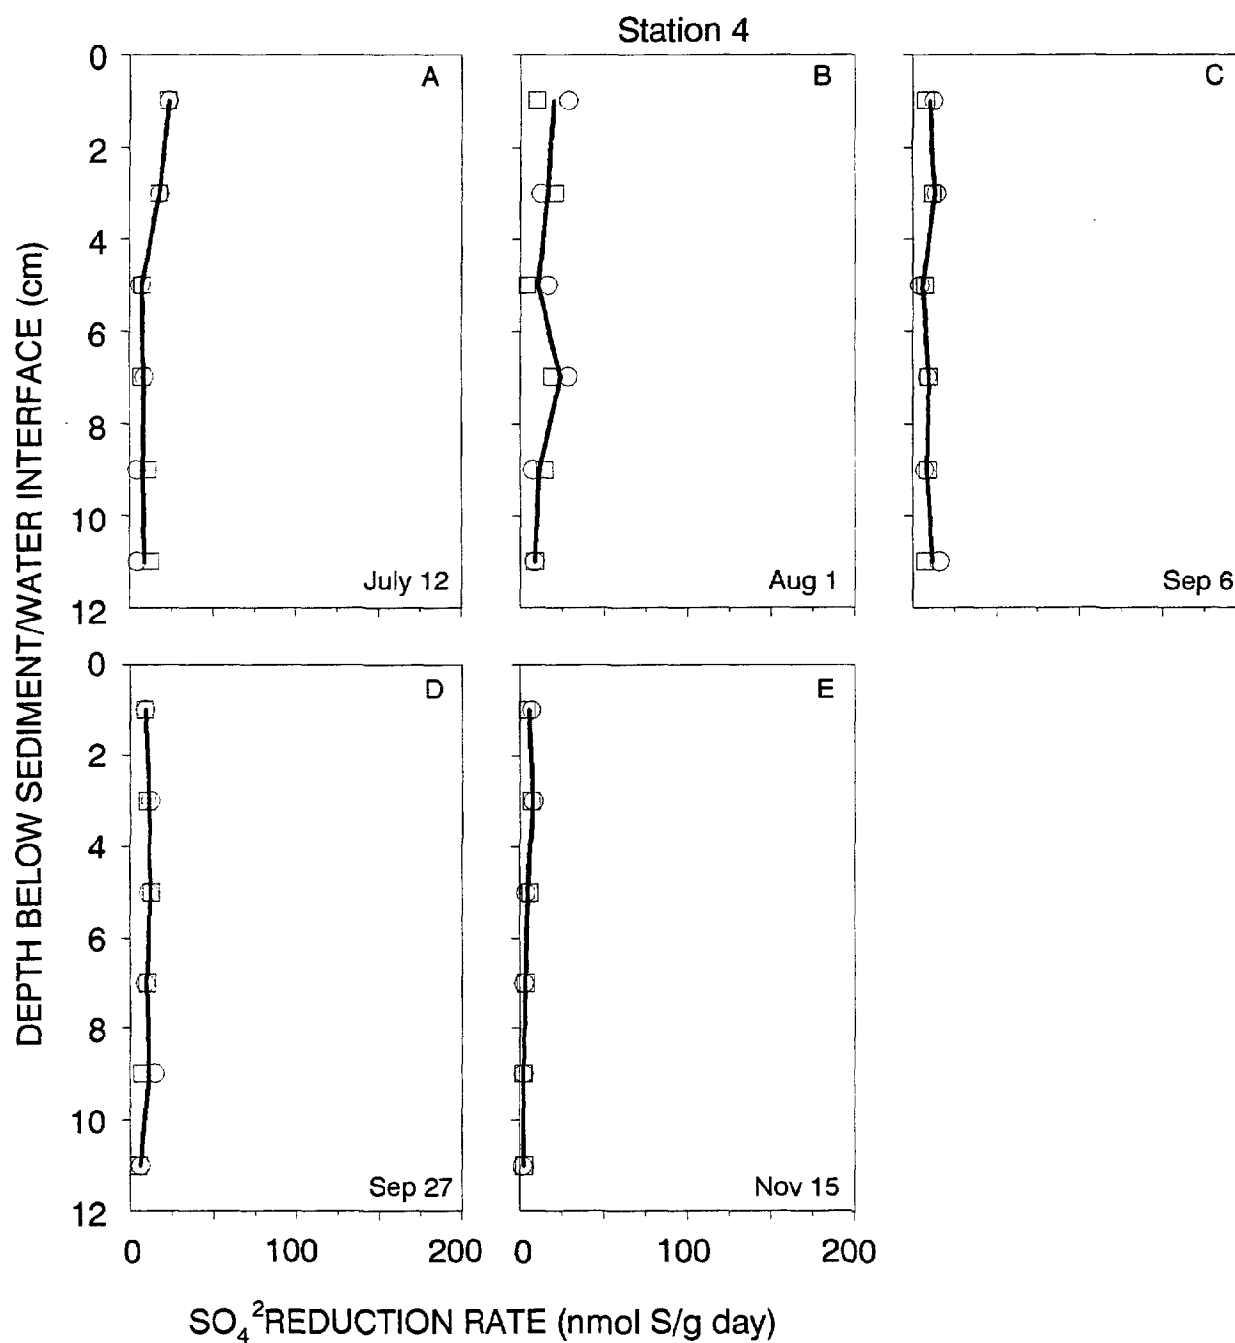 Station 4
0
2
4
6
8
10
12
A
July 12
B
Aug 1
C
Sep 6
DEPTH BELOW SEDIMENT/WATER INTERFACE (cm)
0
2
4
6
8
10
12
D
Sep 27
E
Nov 15
0 100 200 0 100 200
SO₄²REDUCTION RATE (nmol S/g day)